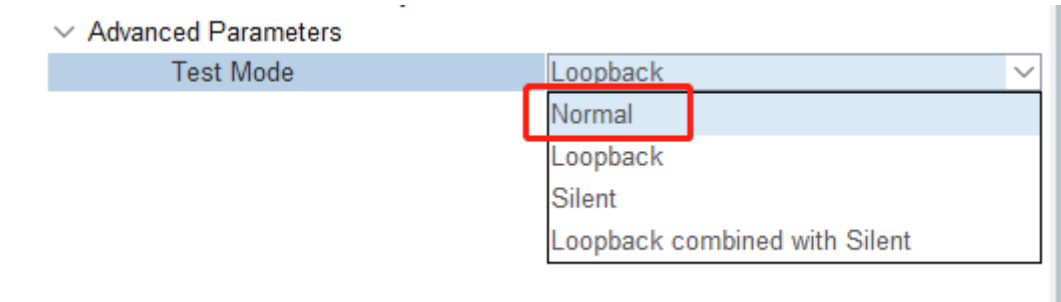 Advanced Parameters
Test Mode Loopback
Normal
Loopback
Silent
Loopback combined with Silent